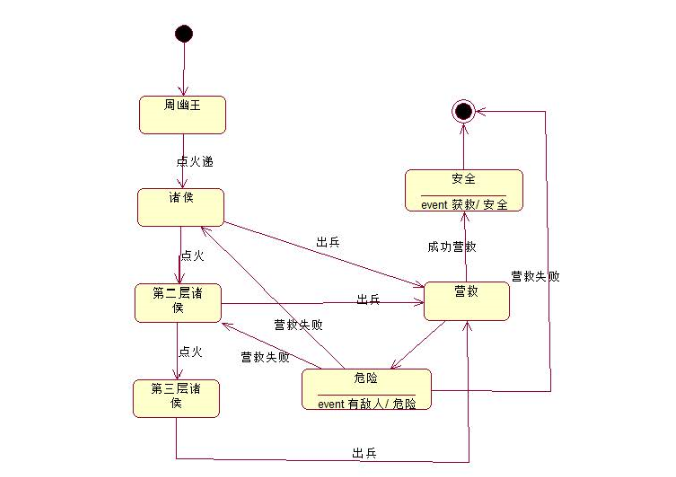 周幽王
点火递
诸侯
安全
event 获救/ 安全
出兵
成功营救
点火
第二层诸
侯
出兵
营救
营救失败
营救失败
营救失败
点火
危险
event 有敌人/ 危险
第三层诸
侯
出兵